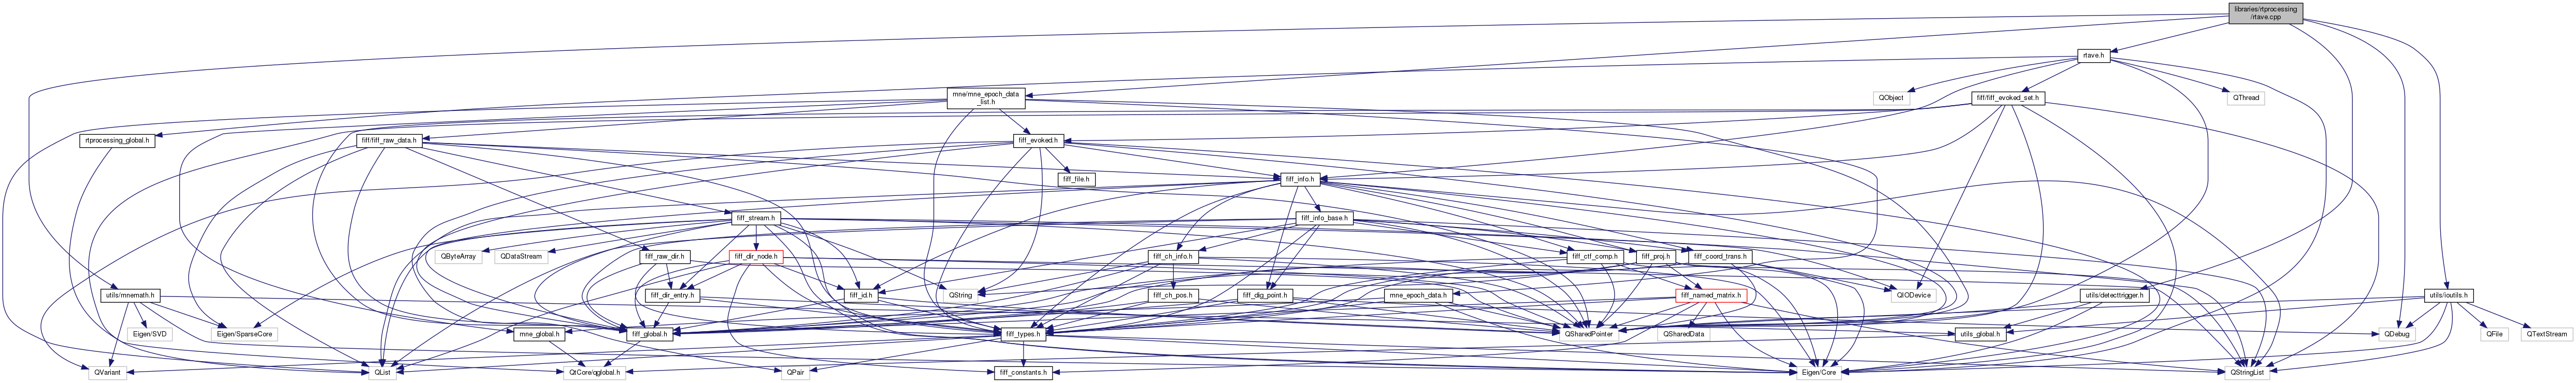 libraries/rtprocessing
/rtave.cpp
rtave.h
mne/mne_epoch_data
_list.h
QObject
fiff/fiff_evoked_set.h
QThread
rtprocessing_global.h
fiff/fiff_raw_data.h
fiff_evoked.h
fiff_file.h
fiff_info.h
fiff_stream.h
fiff_info_base.h
QByteArray
QDataStream
fiff_raw_dir.h
fiff_dir_node.h
fiff_ch_info.h
fiff_ctf_comp.h
fiff_proj.h
fiff_coord_trans.h
utils/mnemath.h
fiff_dir_entry.h
fiff_id.h
QString
fiff_ch_pos.h
fiff_dig_point.h
mne_epoch_data.h
fiff_named_matrix.h
QIODevice
utils/detecttrigger.h
utils/ioutils.h
Eigen/SVD
Eigen/SparseCore
mne_global.h
fiff_global.h
fiff_types.h
QSharedPointer
QSharedData
utils_global.h
QDebug
QFile
QTextStream
QVariant
QList
QtCore/qglobal.h
QPair
fiff_constants.h
Eigen/Core
QStringList